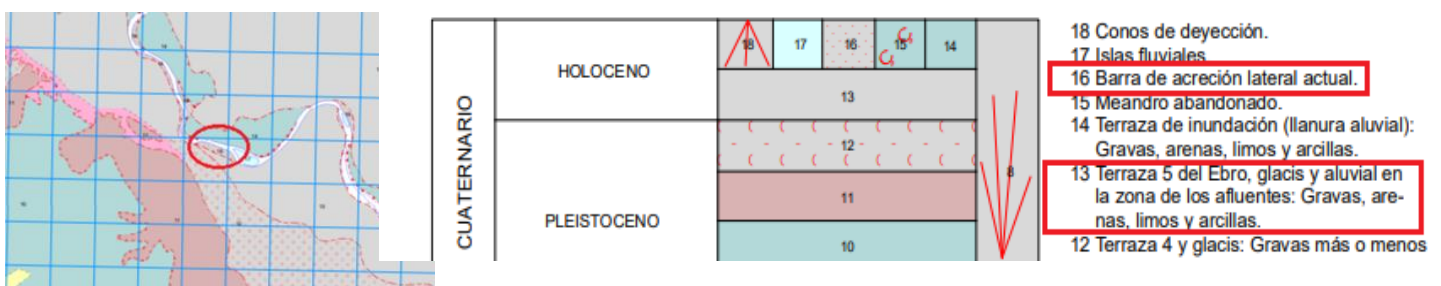 CUATERNARIO
HOLOCENO
PLEISTOCENO
18
17
16
15
14
13
12
11
10
8
18 Conos de deyección.
17 Islas fluviales
16 Barra de acreción lateral actual.
15 Meandro abandonado.
14 Terraza de inundación (llanura aluvial):
Gravas, arenas, limos y arcillas.
13 Terraza 5 del Ebro, glacis y aluvial en
la zona de los afluentes: Gravas, are-
nas, limos y arcillas.
12 Terraza 4 y glacis: Gravas más o menos